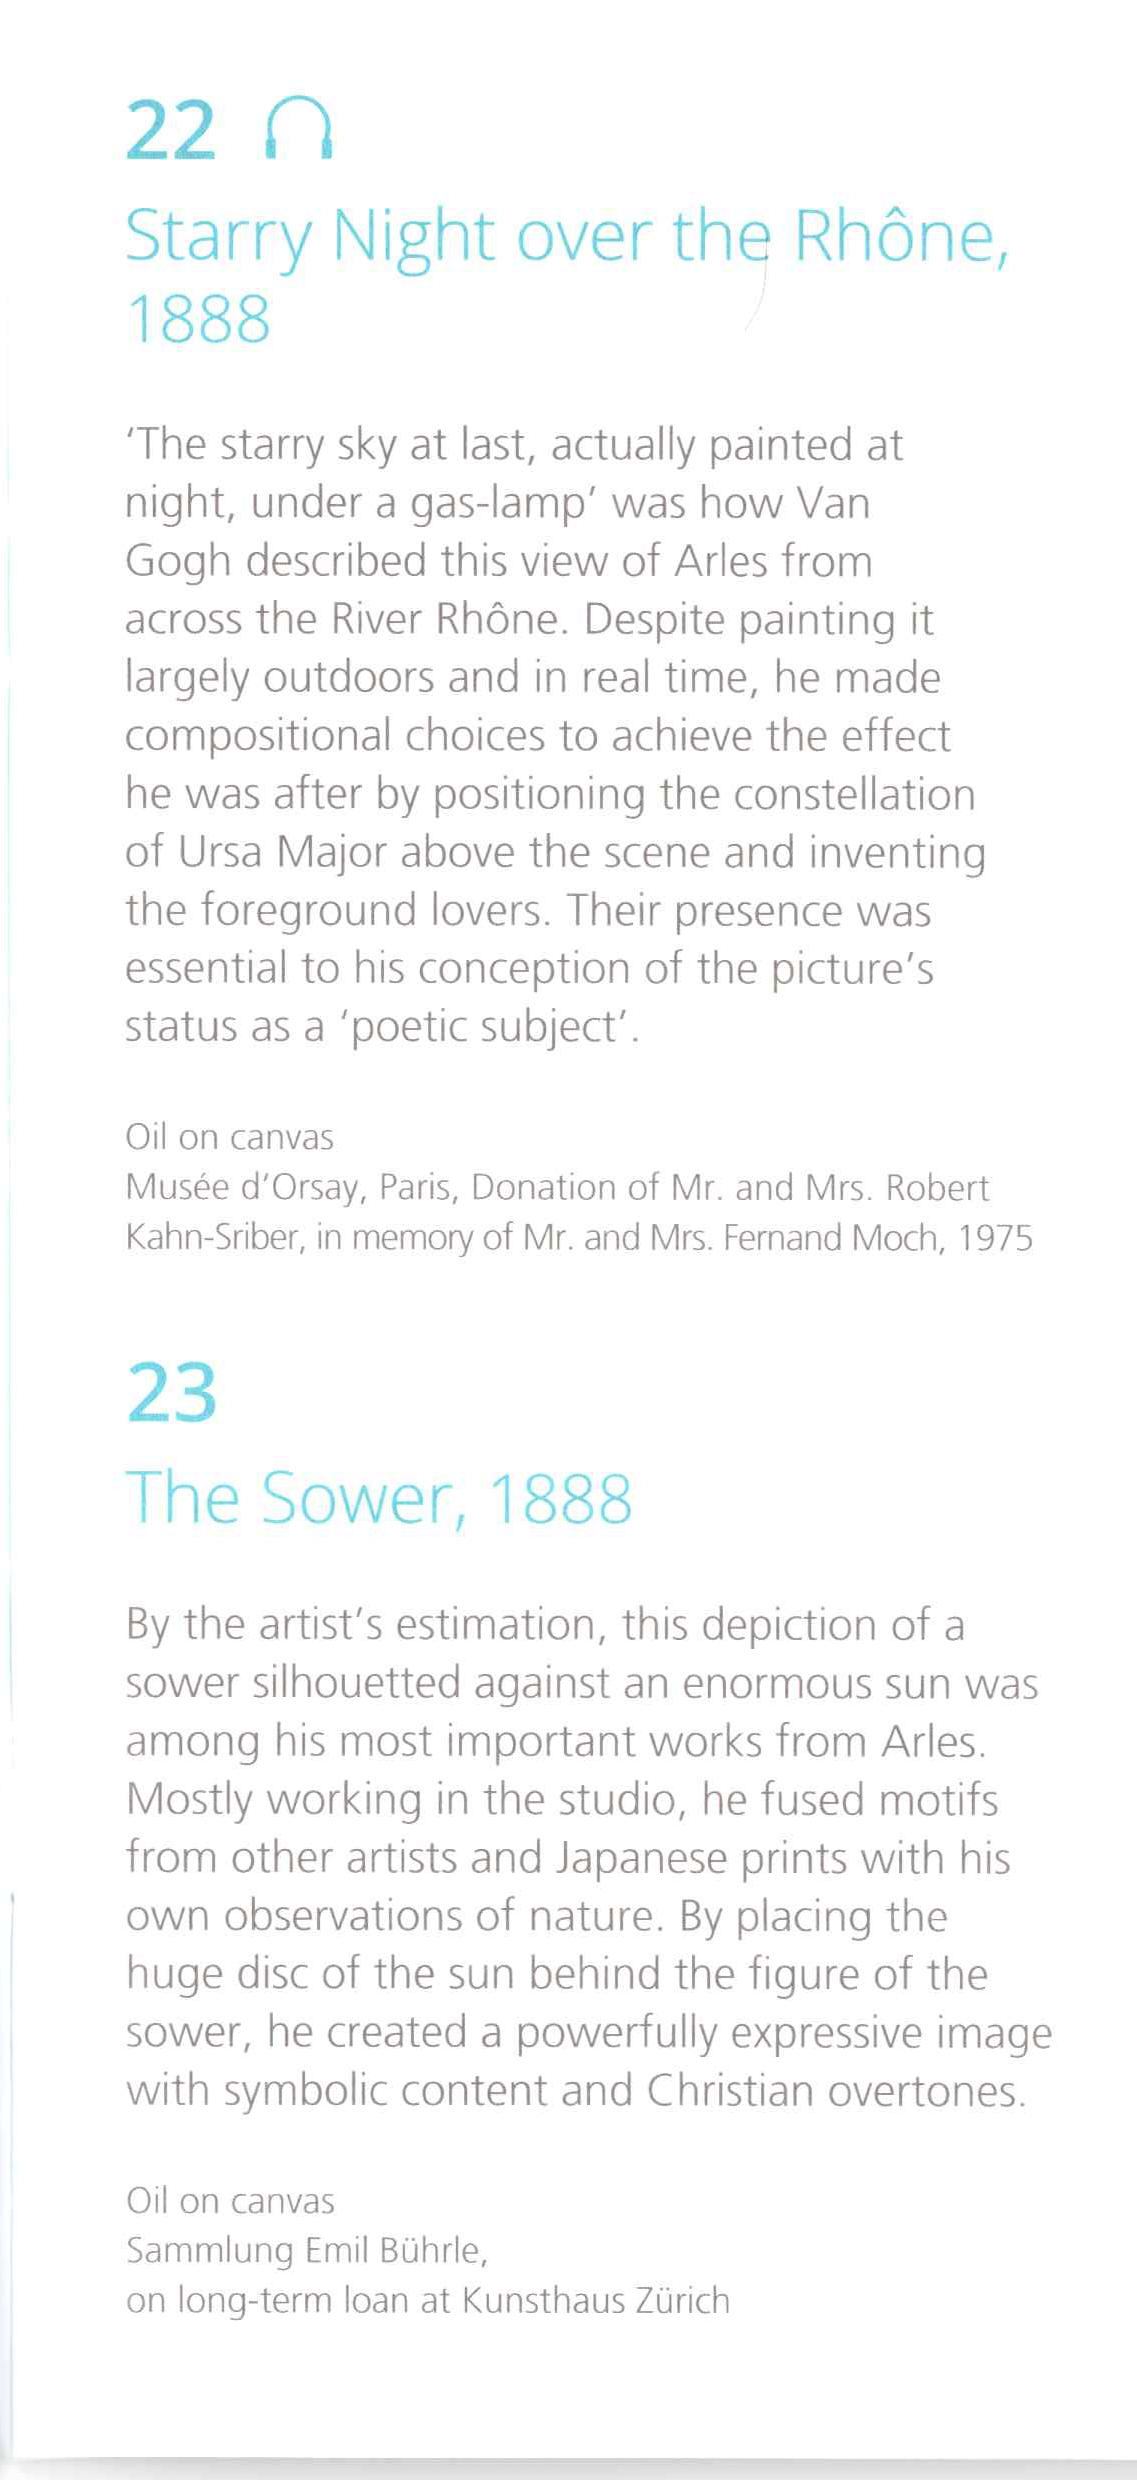 22
Starry Night over the Rhône,
1888
‘The starry sky at last, actually painted at
night, under a gas-lamp’ was how Van
Gogh described this view of Arles from
across the River Rhône. Despite painting it
largely outdoors and in real time, he made
compositional choices to achieve the effect
he was after by positioning the constellation
of Ursa Major above the scene and inventing
the foreground lovers. Their presence was
essential to his conception of the picture’s
status as a ‘poetic subject’.
Oil on canvas
Musée d’Orsay, Paris, Donation of Mr. and Mrs. Robert
Kahn-Sriber, in memory of Mr. and Mrs. Fernand Moch, 1975
23
The Sower, 1888
By the artist’s estimation, this depiction of a
sower silhouetted against an enormous sun was
among his most important works from Arles.
Mostly working in the studio, he fused motifs
from other artists and Japanese prints with his
own observations of nature. By placing the
huge disc of the sun behind the figure of the
sower, he created a powerfully expressive image
with symbolic content and Christian overtones.
Oil on canvas
Sammlung Emil Bührle,
on long-term loan at Kunsthaus Zürich